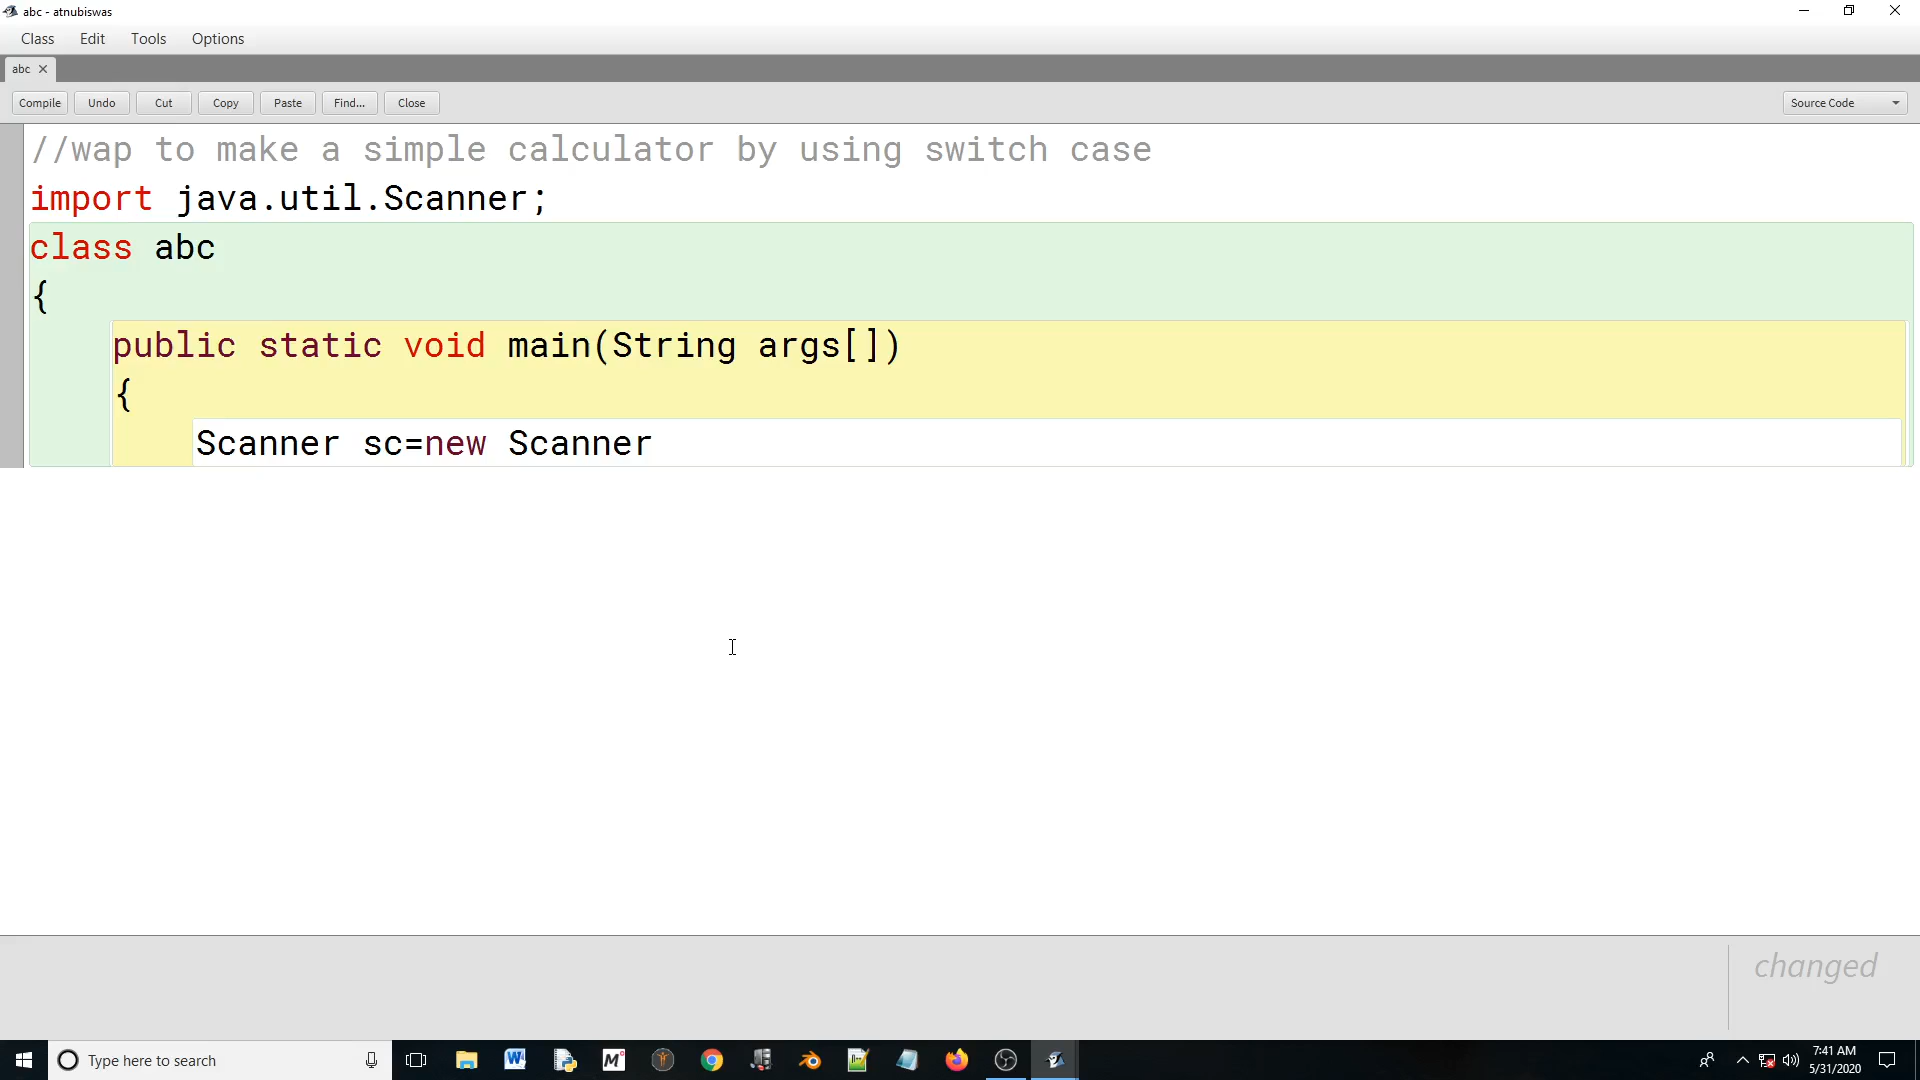 abc - atnubiswas
Class Edit Tools Options
abc
Compile Undo Cut Copy Paste Find... Close Source Code
//wap to make a simple calculator by using switch case
import java.util.Scanner;
class abc
{
public static void main(String args[])
{
Scanner sc=new Scanner
changed
Type here to search
7:41 AM
5/31/2020